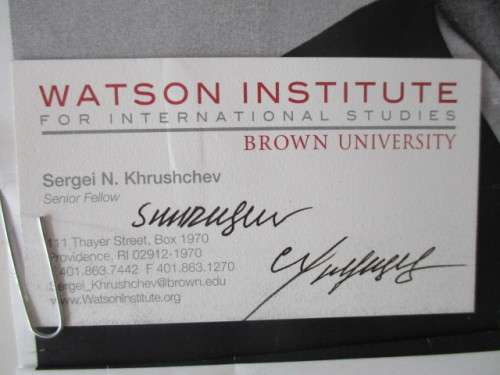 WATSON INSTITUTE
FOR INTERNATIONAL STUDIES
BROWN UNIVERSITY
Sergei N. Khrushchev
Senior Fellow
111 Thayer Street, Box 1970
Providence, RI 02912-1970
T 401.863.7442 F 401.863.1270
Sergei_Khrushchev@brown.edu
www.WatsonInstitute.org